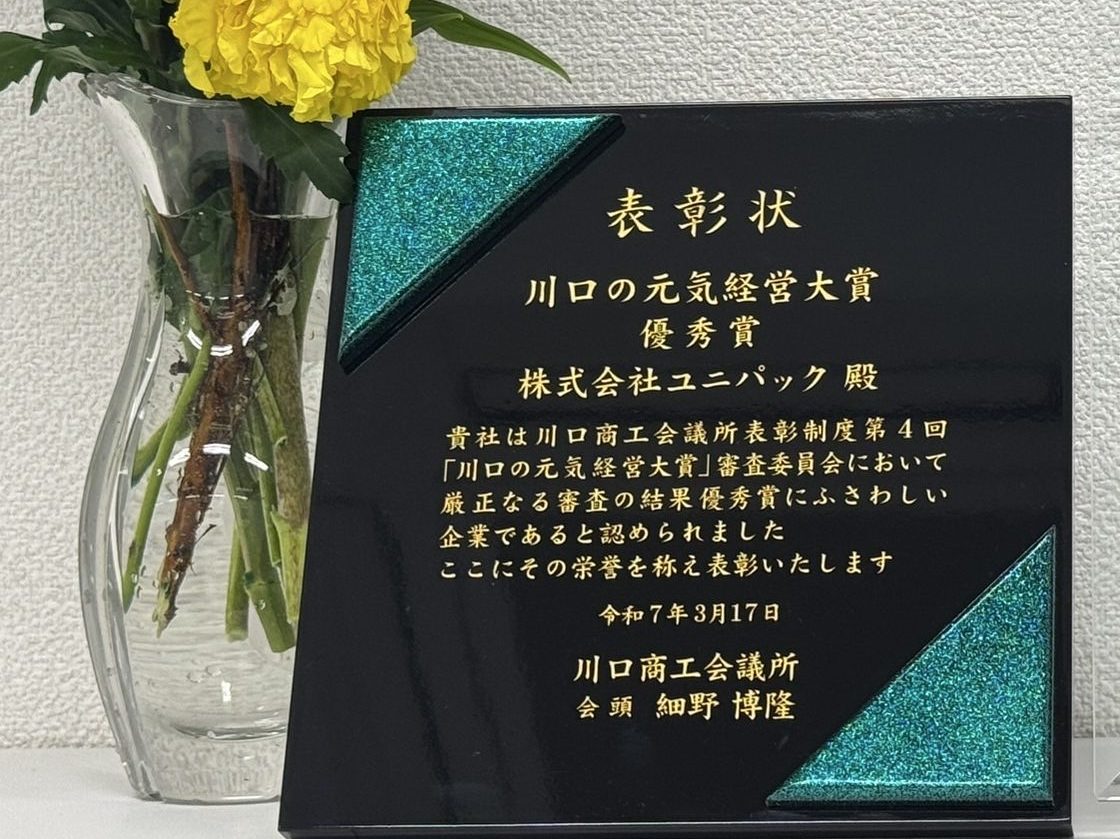 表彰状
川口の元気経営大賞
優秀賞
株式会社ユニパック 殿
貴社は川口商工会議所表彰制度第4回
「川口の元気経営大賞」審査委員会において
厳正なる審査の結果優秀賞にふさわしい
企業であると認められました
ここにその栄誉を称え表彰いたします
令和7年3月17日
川口商工会議所
会頭 細野 博隆